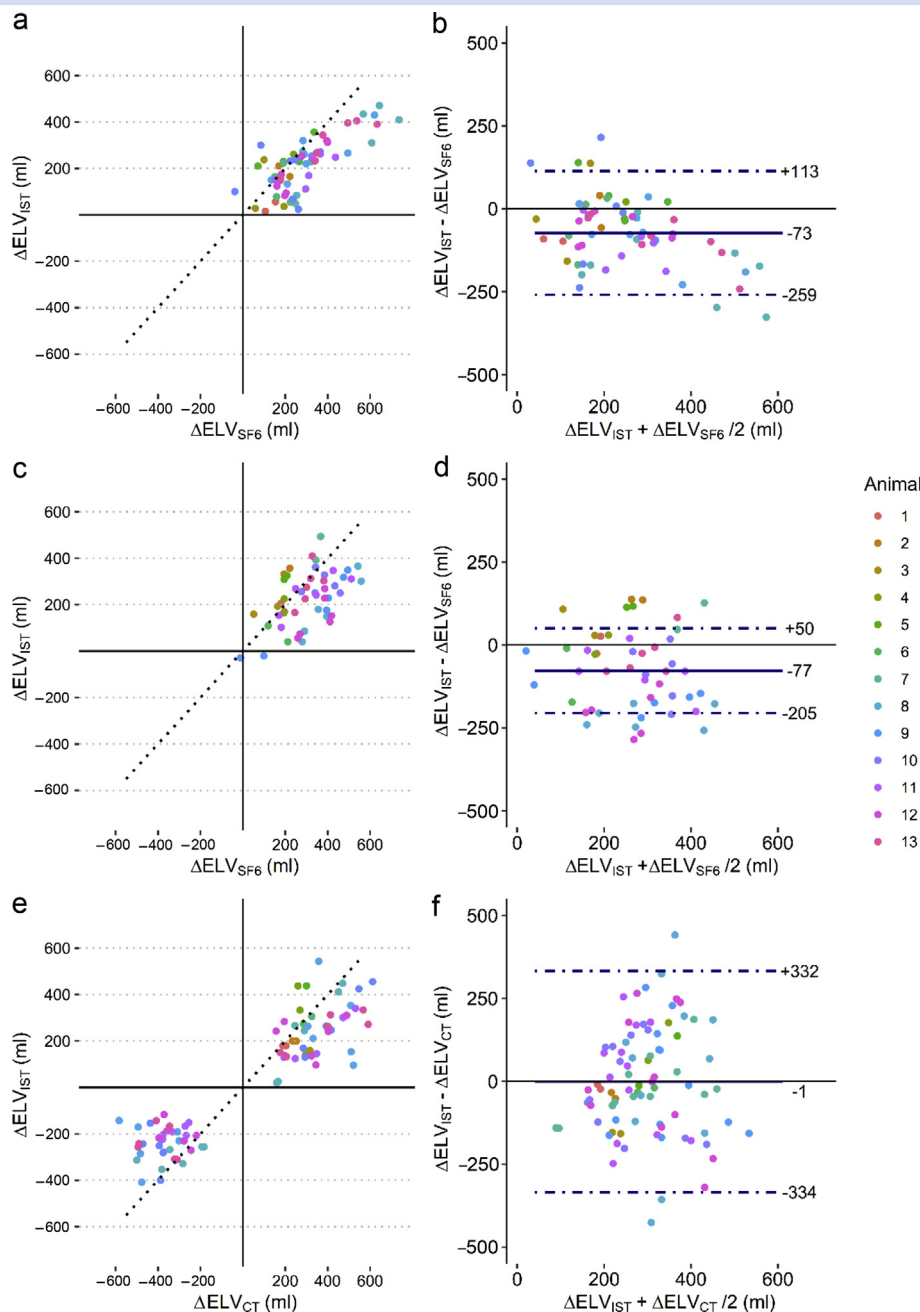 a
ΔELV_IST (ml)
600
400
200
0
−200
−400
−600
−600 −400 −200 0 200 400 600
ΔELV_SF6 (ml)
b
ΔELV_IST - ΔELV_SF6 (ml)
500
250
0
−250
−500
+113
-73
-259
0 200 400 600
ΔELV_IST + ΔELV_SF6 /2 (ml)
c
ΔELV_IST (ml)
600
400
200
0
−200
−400
−600
−600 −400 −200 0 200 400 600
ΔELV_SF6 (ml)
d
ΔELV_IST - ΔELV_SF6 (ml)
500
250
0
−250
−500
+50
-77
-205
0 200 400 600
ΔELV_IST +ΔELV_SF6 /2 (ml)
Animal
1
2
3
4
5
6
7
8
9
10
11
12
13
e
ΔELV_IST (ml)
600
400
200
0
−200
−400
−600
−600 −400 −200 0 200 400 600
ΔELV_CT (ml)
f
ΔELV_IST - ΔELV_CT (ml)
500
250
0
−250
−500
+332
-1
-334
0 200 400 600
ΔELV_IST + ΔELV_CT /2 (ml)